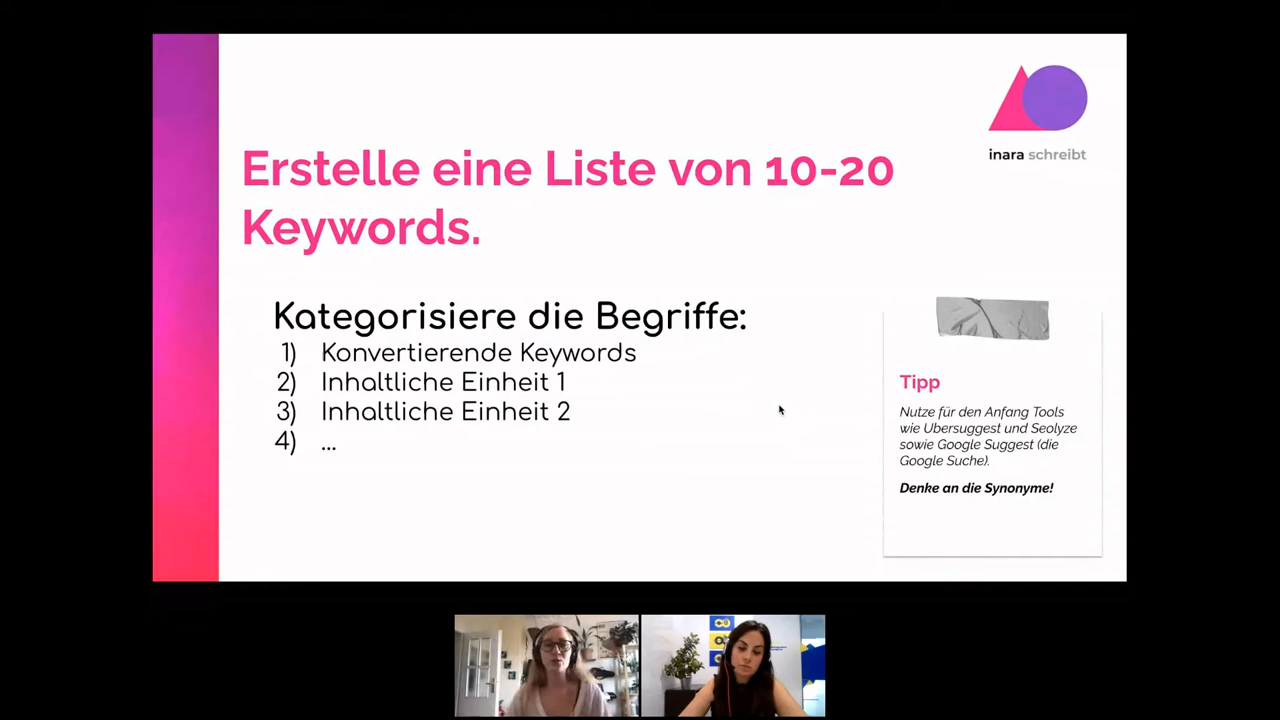 inara schreibt
Erstelle eine Liste von 10-20
Keywords.
Kategorisiere die Begriffe:
1) Konvertierende Keywords
2) Inhaltliche Einheit 1
3) Inhaltliche Einheit 2
4) ...
Tipp
Nutze für den Anfang Tools
wie Ubersuggest und Seolyze
sowie Google Suggest (die
Google Suche).
Denke an die Synonyme!